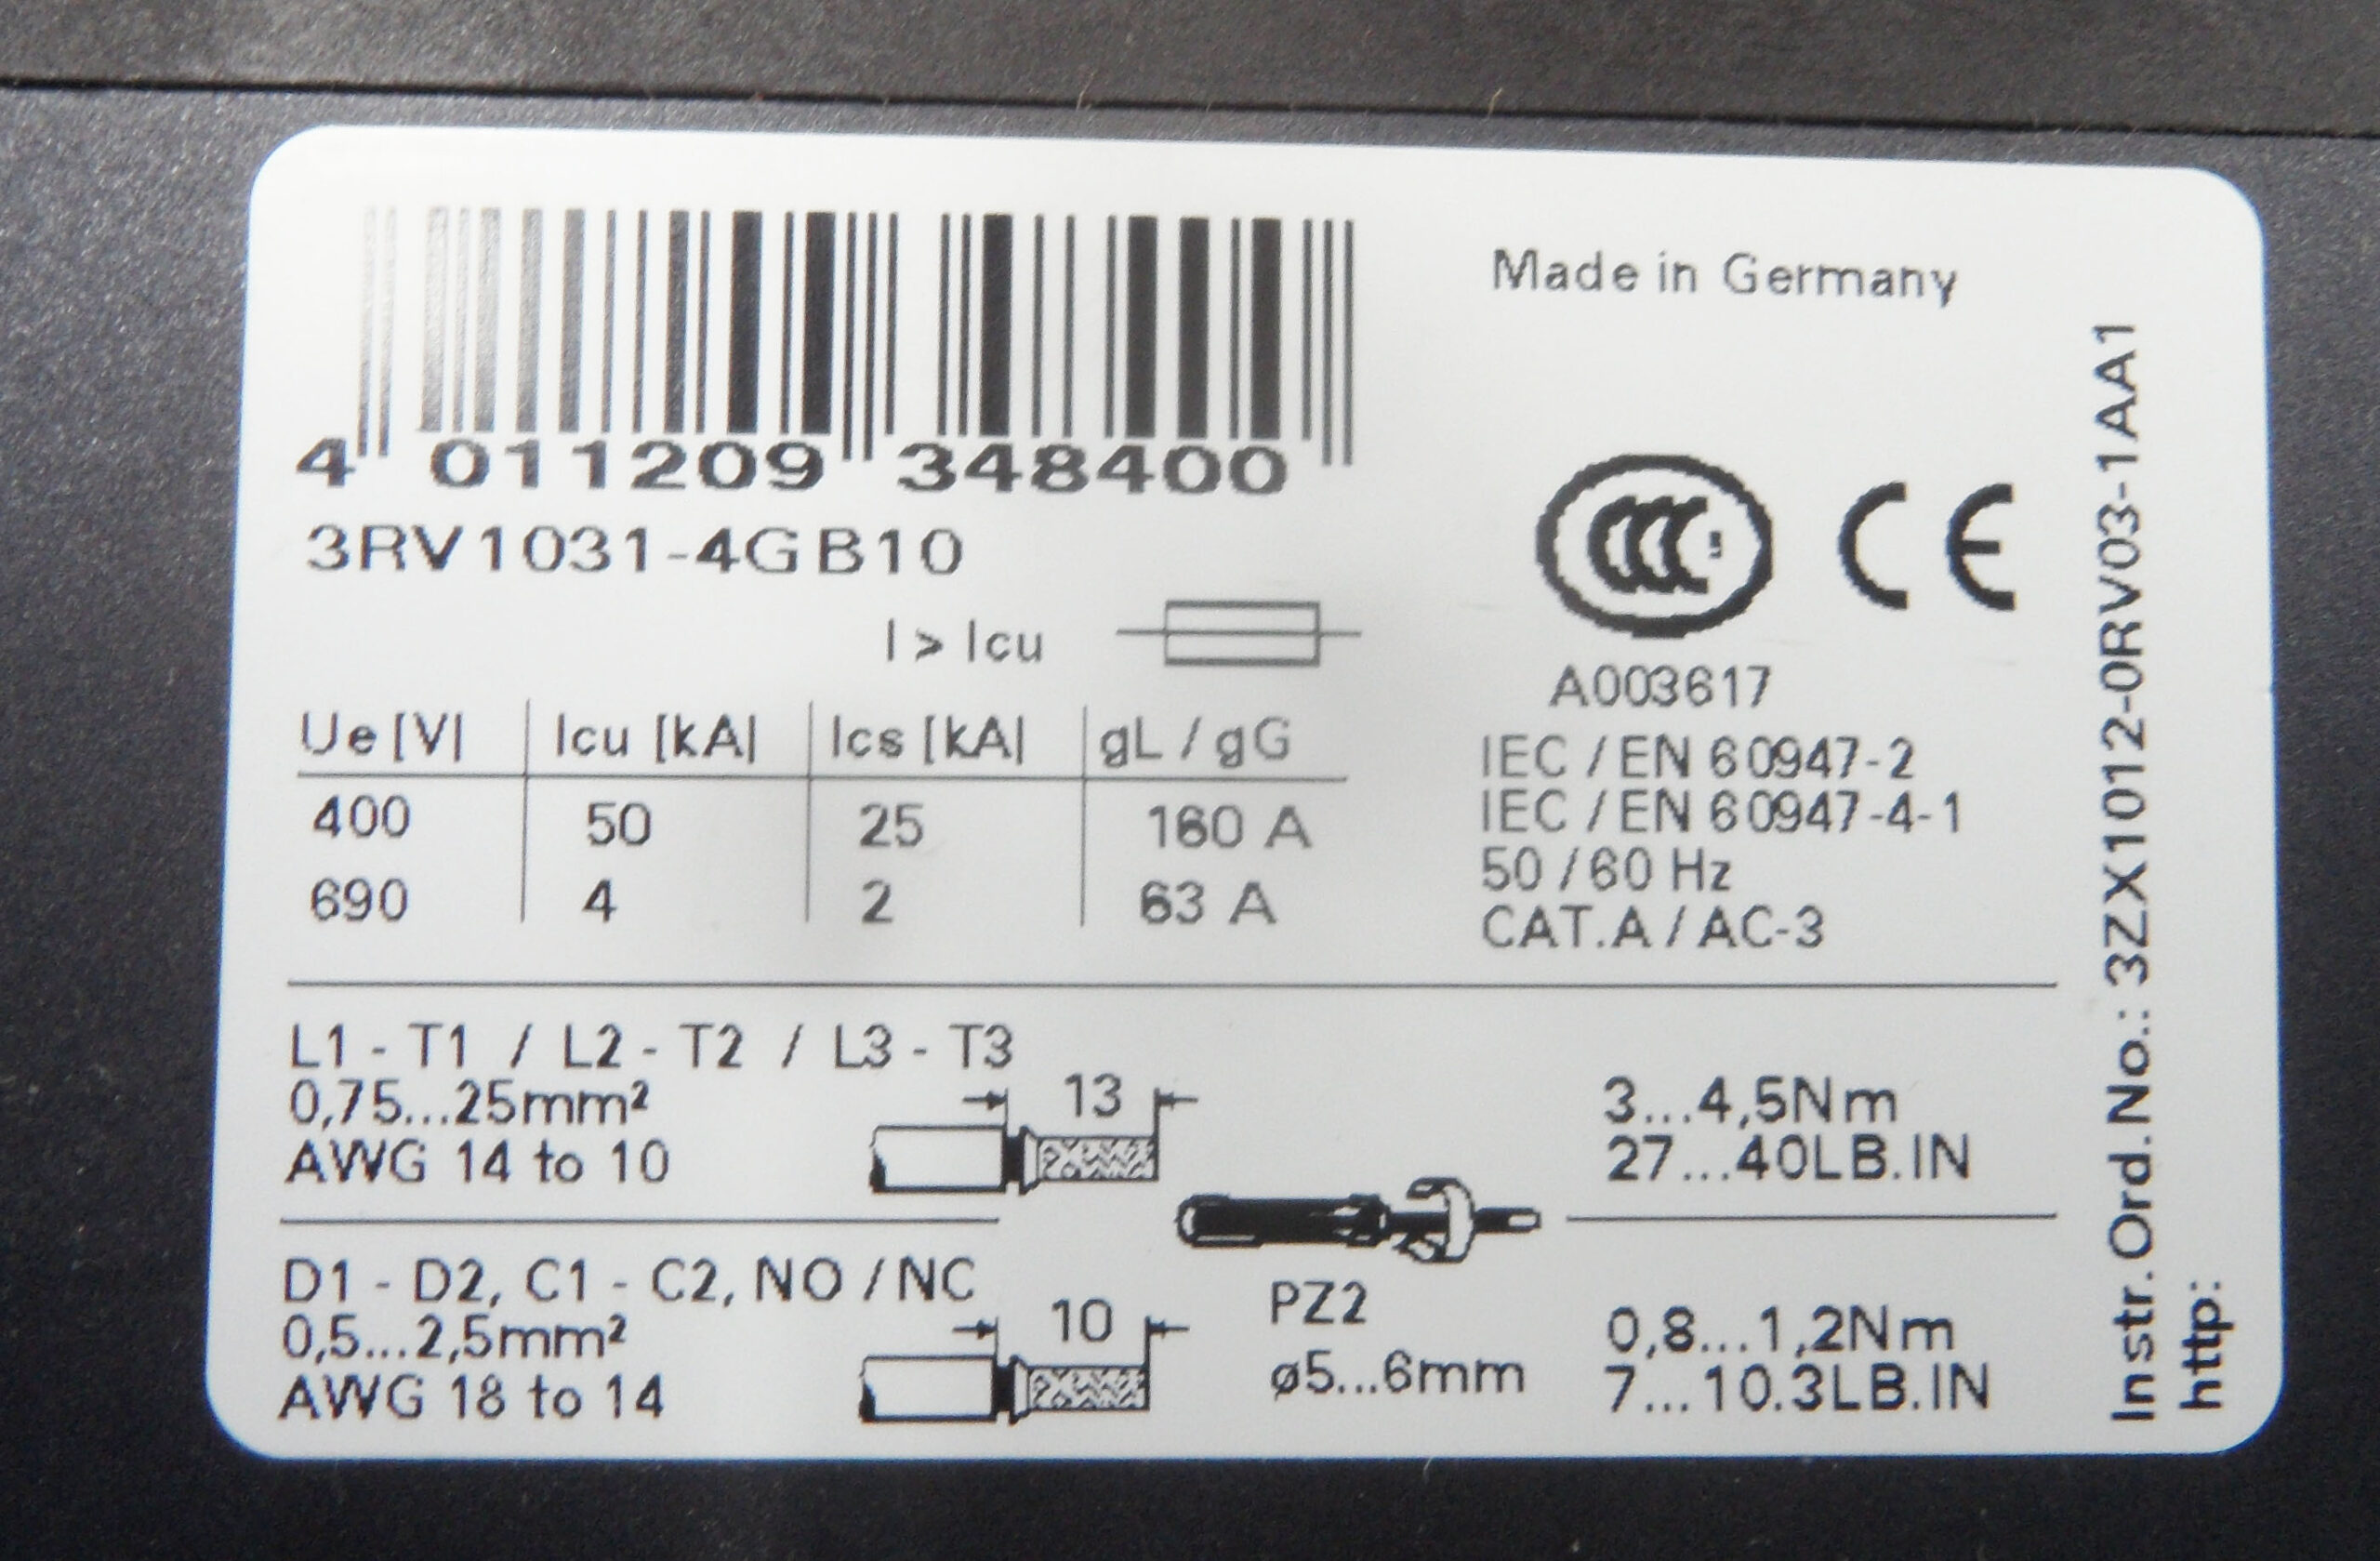 Made in Germany
4 011209 348400
3RV1031-4GB10
I > Icu
CCC
CE
A003617
Ue [V] Icu [kA] Ics [kA] gL / gG
400 50 25 160 A
690 4 2 63 A
IEC / EN 60947-2
IEC / EN 60947-4-1
50 / 60 Hz
CAT.A / AC-3
L1 - T1 / L2 - T2 / L3 - T3
0,75...25mm²
AWG 14 to 10
13
3...4,5Nm
27...40LB.IN
D1 - D2, C1 - C2, NO / NC
0,5...2,5mm²
AWG 18 to 14
10
PZ2
ø5...6mm
0,8...1,2Nm
7...10.3LB.IN
Instr.Ord.No.: 3ZX1012-0RV03-1AA1
http: